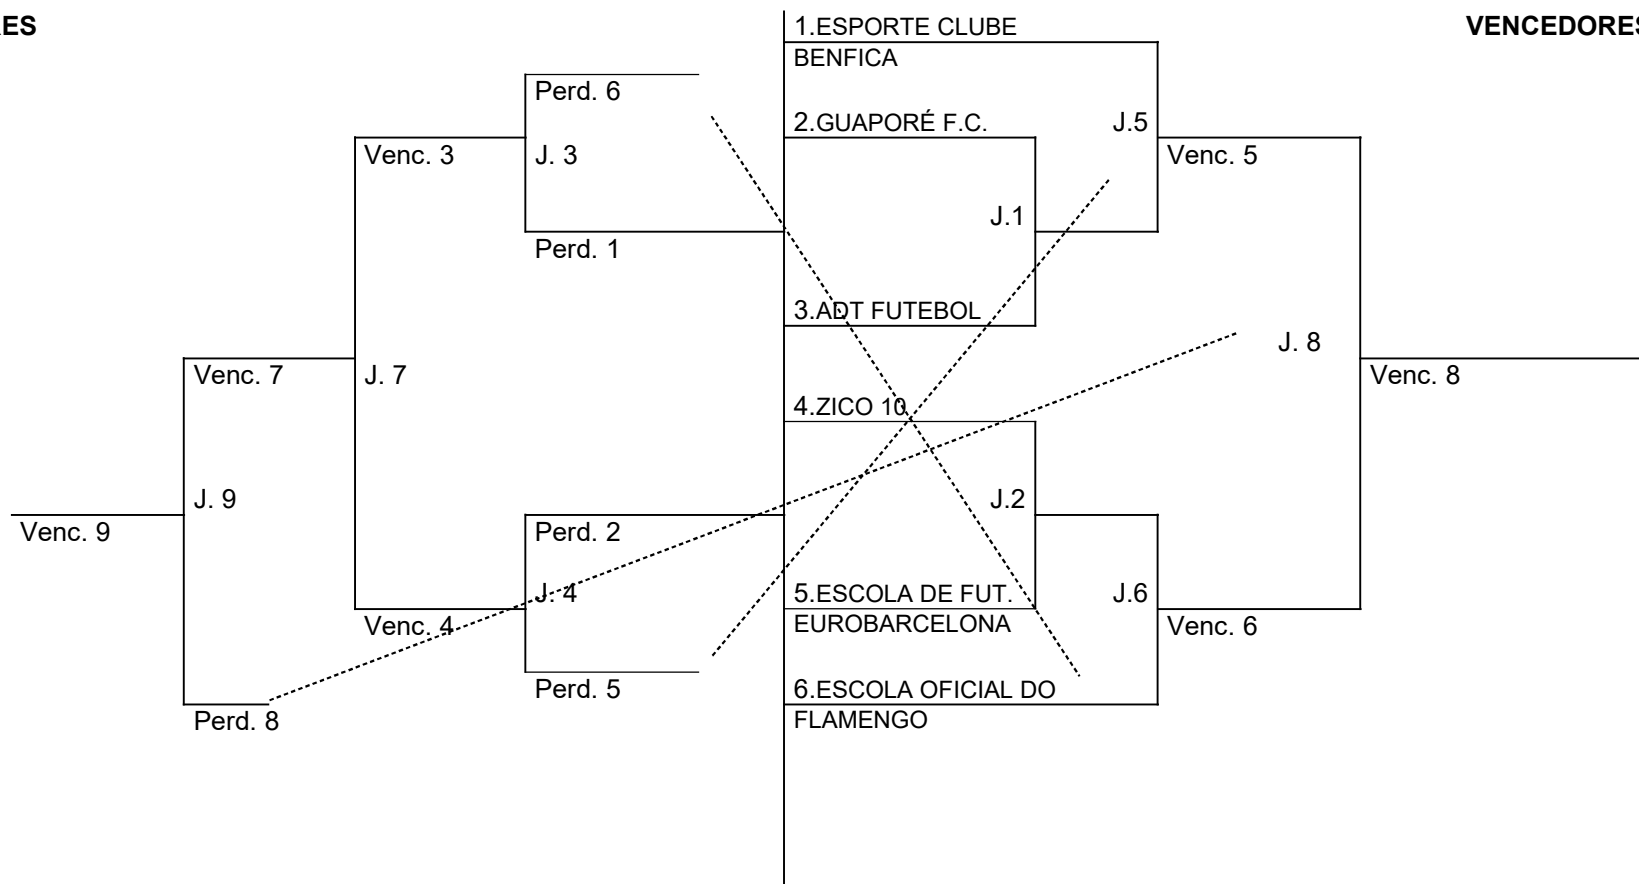 RES
VENCEDORES
1.ESPORTE CLUBE
BENFICA
Perd. 6
2.GUAPORÉ F.C.
J.5
Venc. 3
J. 3
Venc. 5
J.1
Perd. 1
3.ADT FUTEBOL
J. 8
Venc. 7
J. 7
Venc. 8
4.ZICO 10
J. 9
J.2
Venc. 9
Perd. 2
J. 4
5.ESCOLA DE FUT.
EUROBARCELONA
J.6
Venc. 4
Venc. 6
Perd. 5
6.ESCOLA OFICIAL DO
FLAMENGO
Perd. 8